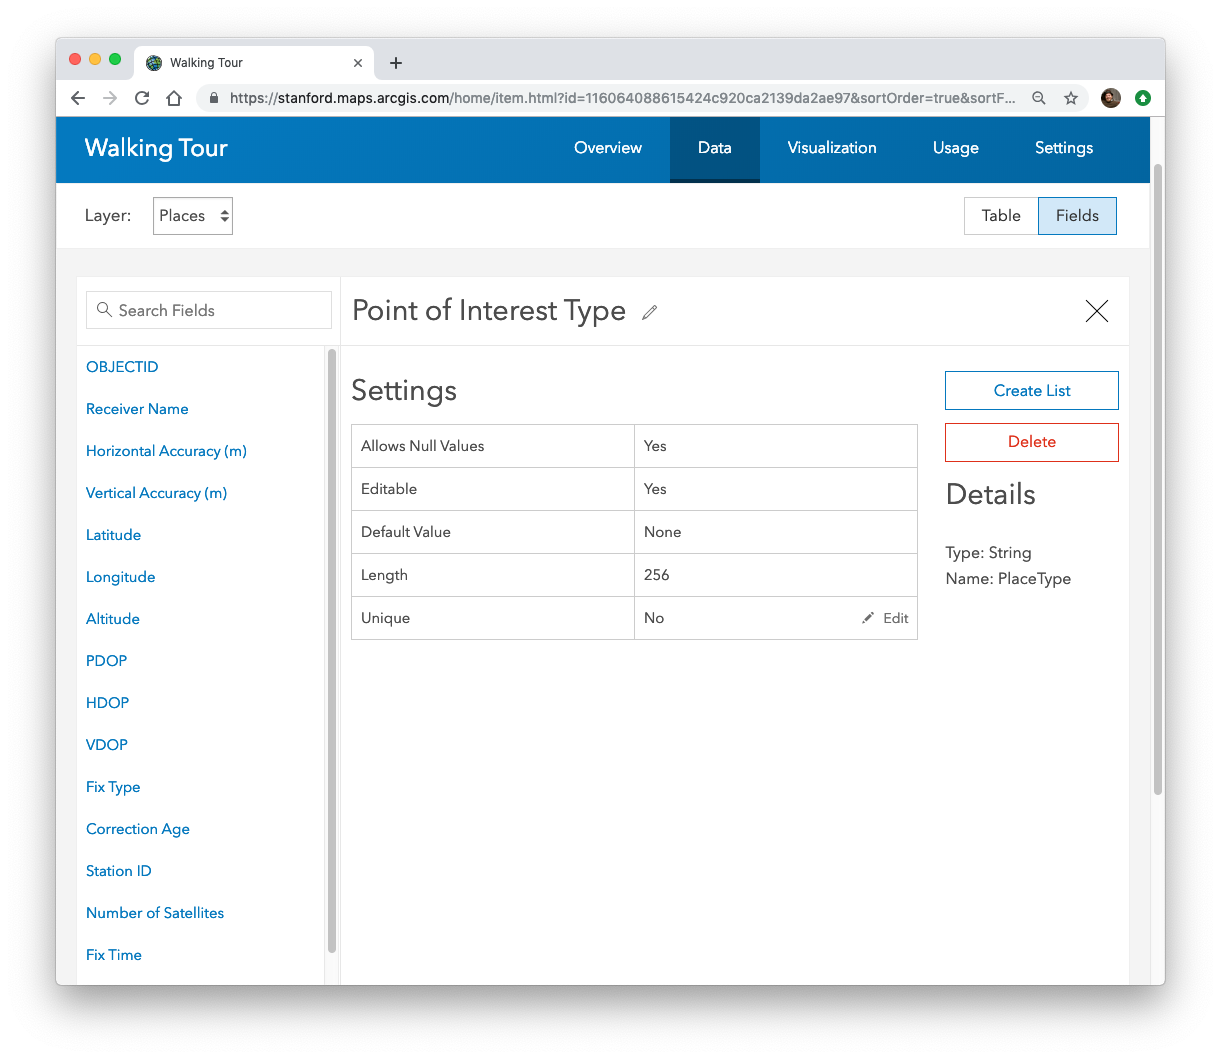 Walking Tour
https://stanford.maps.arcgis.com/home/item.html?id=116064088615424c920ca2139da2ae97&sortOrder=true&sortF...
Walking Tour
Overview
Data
Visualization
Usage
Settings
Layer:
Places
Table
Fields
Search Fields
OBJECTID
Receiver Name
Horizontal Accuracy (m)
Vertical Accuracy (m)
Latitude
Longitude
Altitude
PDOP
HDOP
VDOP
Fix Type
Correction Age
Station ID
Number of Satellites
Fix Time
Point of Interest Type
Settings
Allows Null Values Yes
Editable Yes
Default Value None
Length 256
Unique No Edit
Create List
Delete
Details
Type: String
Name: PlaceType